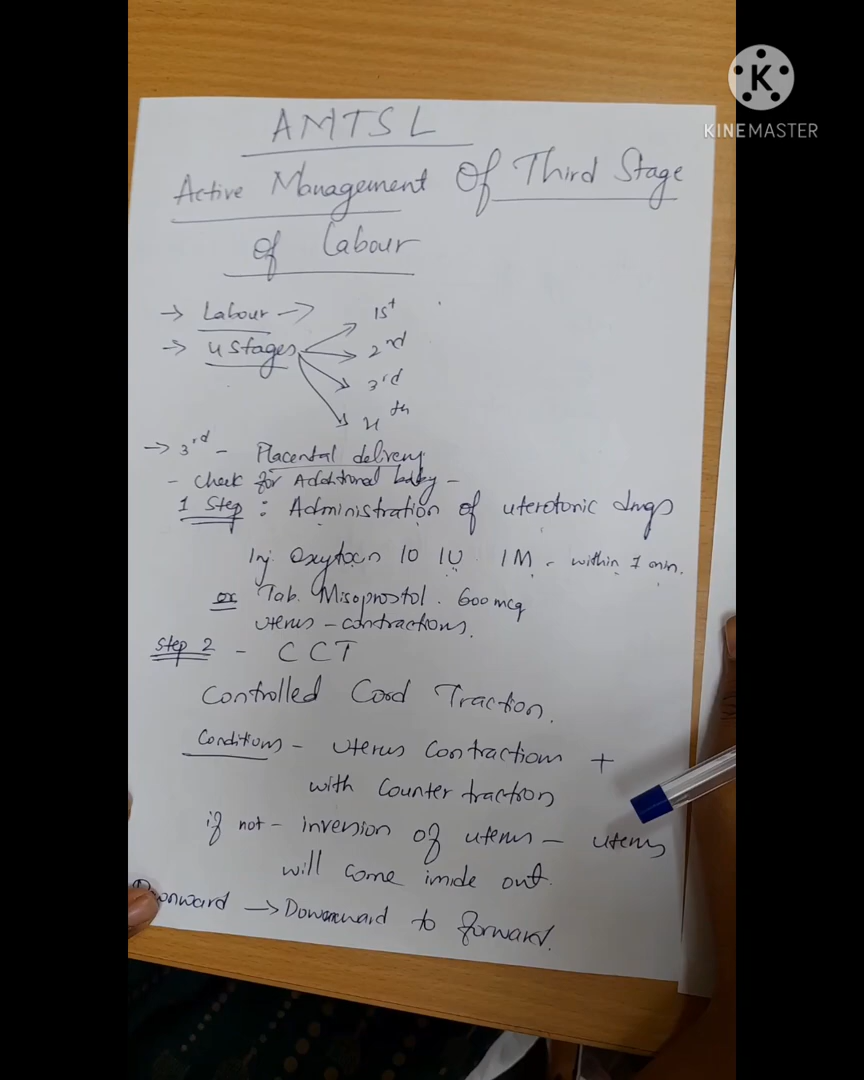 KINEMASTER
AMTSL
Active Management Of Third Stage
of Labour
→ Labour →
→ 4 Stages
1st
2nd
3rd
4th
→ 3rd - Placental delivery
- Check for Additional baby -
1 Step : Administration of uterotonic drugs
Inj. Oxytocin 10 IU IM - within 1 min.
or Tab. Misoprostol. 600 mcq
uterus - contractions.
Step 2 - CCT
Controlled Cord Traction.
Conditions - uterus contractions +
with counter traction
if not - inversion of uterus - uterus
will come inside out.
→ Downward to forward.